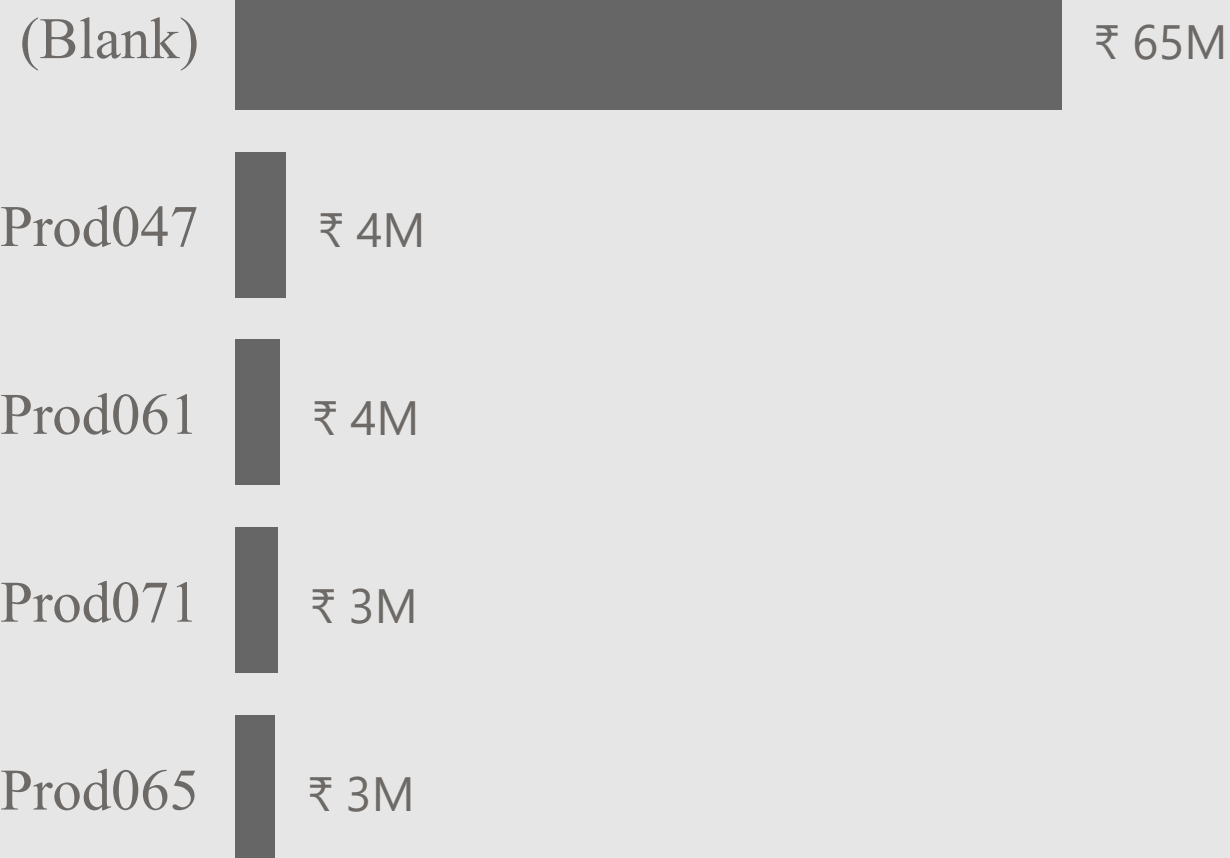 (Blank) ₹ 65M
Prod047 ₹ 4M
Prod061 ₹ 4M
Prod071 ₹ 3M
Prod065 ₹ 3M